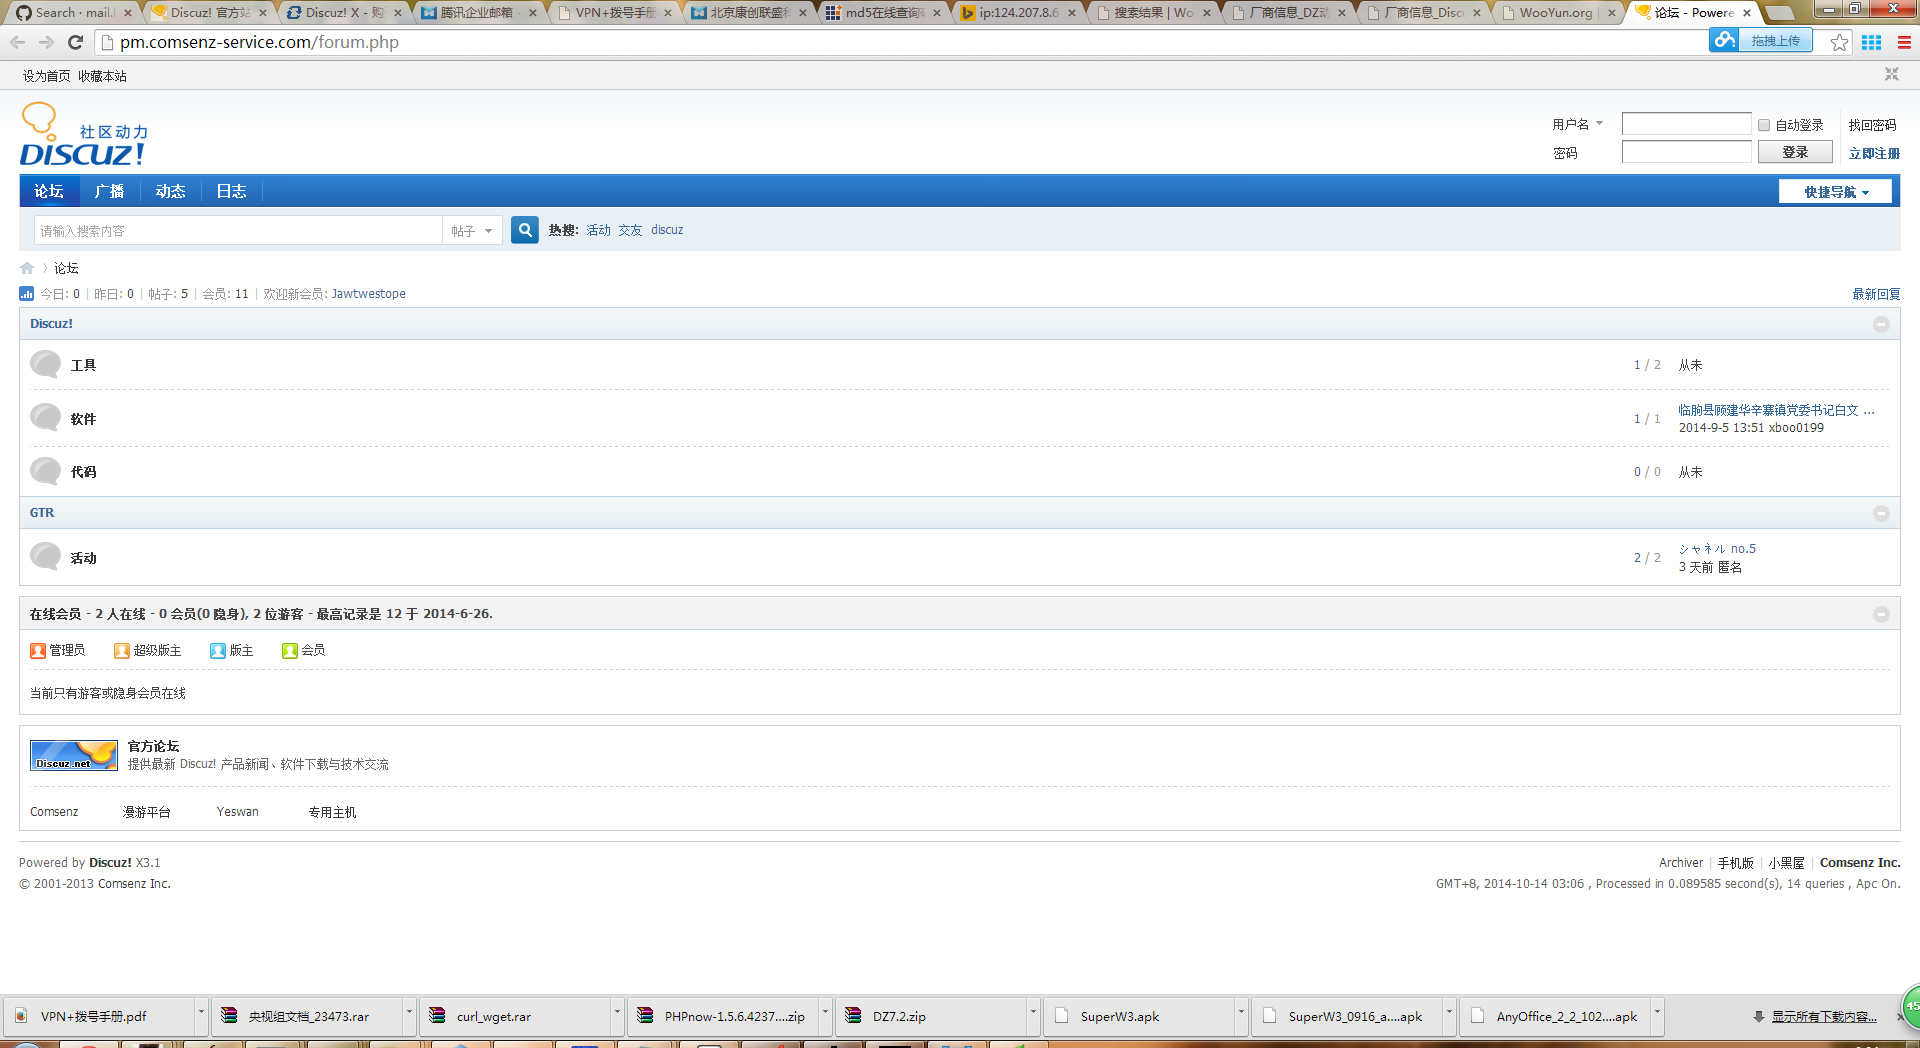 Search · mail.
Discuz! 官方站
Discuz! X - 购
腾讯企业邮箱 -
VPN+拨号手册
北京康创联盛科
md5在线查询破
ip:124.207.8.6
搜索结果 | Wo
厂商信息_DZ动
厂商信息_Discu
WooYun.org |
论坛 - Powere
pm.comsenz-service.com/forum.php
拖拽上传
设为首页 收藏本站
社区动力
DISCUZ!
用户名
自动登录 找回密码
密码
登录 立即注册
论坛 广播 动态 日志
快捷导航
请输入搜索内容
帖子
热搜: 活动 交友 discuz
论坛
今日: 0 | 昨日: 0 | 帖子: 5 | 会员: 11 | 欢迎新会员: Jawtwestope
最新回复
Discuz!
工具
1 / 2 从未
软件
1 / 1
临朐县顾建华辛寨镇党委书记白文 ...
2014-9-5 13:51 xboo0199
代码
0 / 0 从未
GTR
活动
2 / 2
シャネル no.5
3 天前 匿名
在线会员 - 2 人在线 - 0 会员(0 隐身), 2 位游客 - 最高记录是 12 于 2014-6-26.
管理员 超级版主 版主 会员
当前只有游客或隐身会员在线
Discuz.net
官方论坛
提供最新 Discuz! 产品新闻、软件下载与技术交流
Comsenz 漫游平台 Yeswan 专用主机
Powered by Discuz! X3.1
Archiver | 手机版 | 小黑屋 | Comsenz Inc.
© 2001-2013 Comsenz Inc.
GMT+8, 2014-10-14 03:06 , Processed in 0.089585 second(s), 14 queries , Apc On.
VPN+拨号手册.pdf
央视组文档_23473.rar
curl_wget.rar
PHPnow-1.5.6.4237....zip
DZ7.2.zip
SuperW3.apk
SuperW3_0916_a....apk
AnyOffice_2_2_102....apk
显示所有下载内容...
45